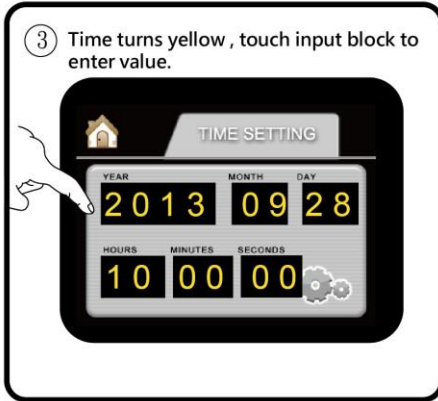 ③ Time turns yellow , touch input block to
enter value.
TIME SETTING
YEAR MONTH DAY
2013 09 28
HOURS MINUTES SECONDS
10 00 00